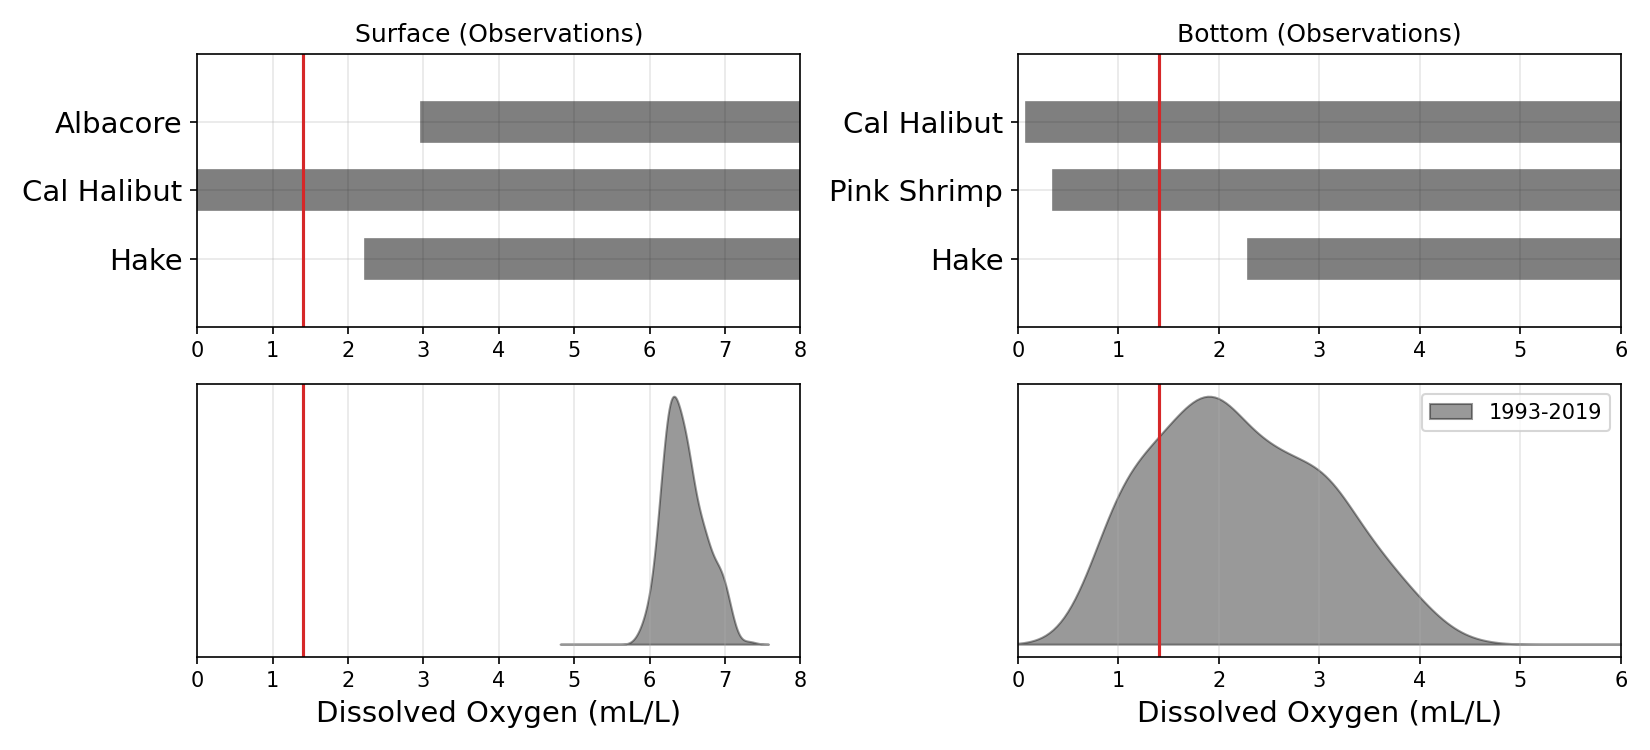 Surface (Observations)
Albacore
Cal Halibut
Hake
0 1 2 3 4 5 6 7 8
Bottom (Observations)
Cal Halibut
Pink Shrimp
Hake
0 1 2 3 4 5 6
0 1 2 3 4 5 6 7 8
Dissolved Oxygen (mL/L)
1993-2019
0 1 2 3 4 5 6
Dissolved Oxygen (mL/L)